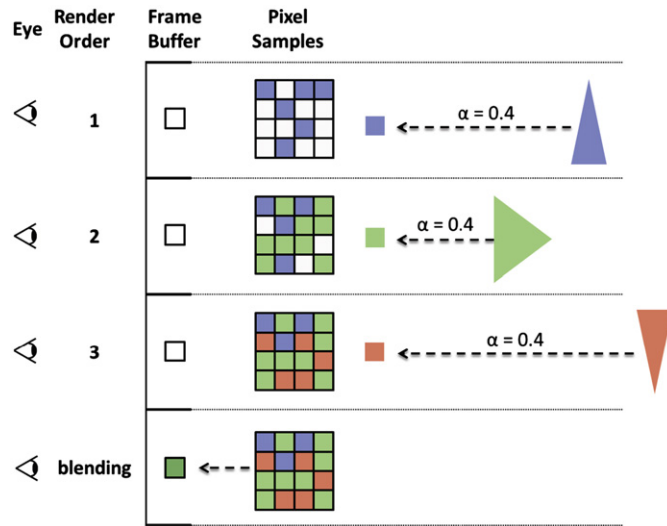 Eye Render Order Frame Buffer Pixel Samples
1 α = 0.4
2 α = 0.4
3 α = 0.4
blending